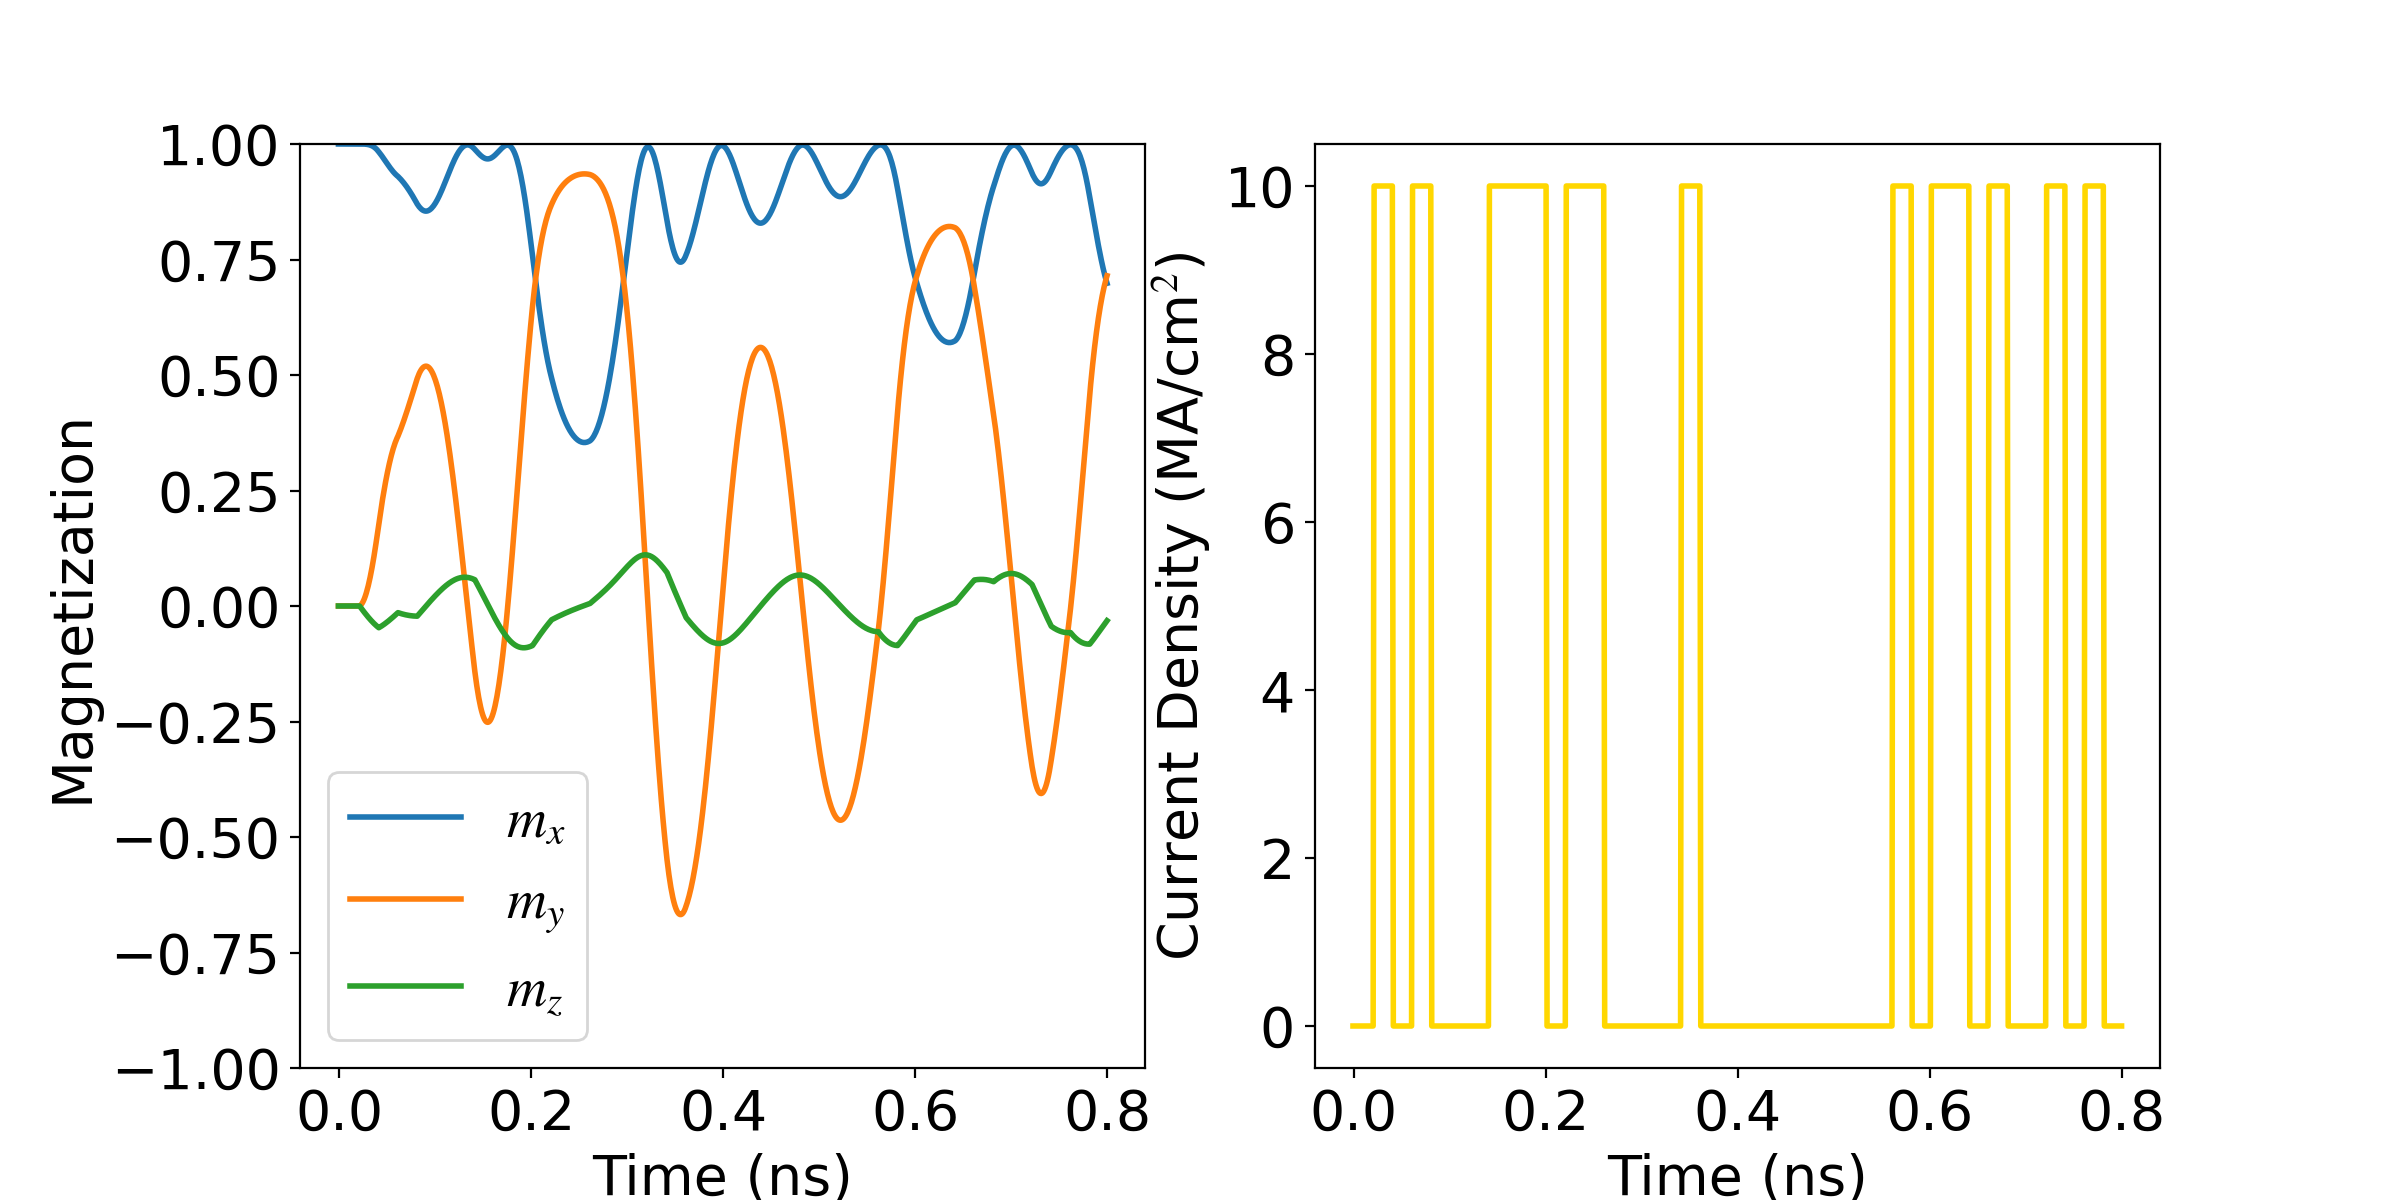 Magnetization
1.00
0.75
0.50
0.25
0.00
−0.25
−0.50
−0.75
−1.00
m_x
m_y
m_z
0.0 0.2 0.4 0.6 0.8
Time (ns)
Current Density (MA/cm²)
10
8
6
4
2
0
0.0 0.2 0.4 0.6 0.8
Time (ns)